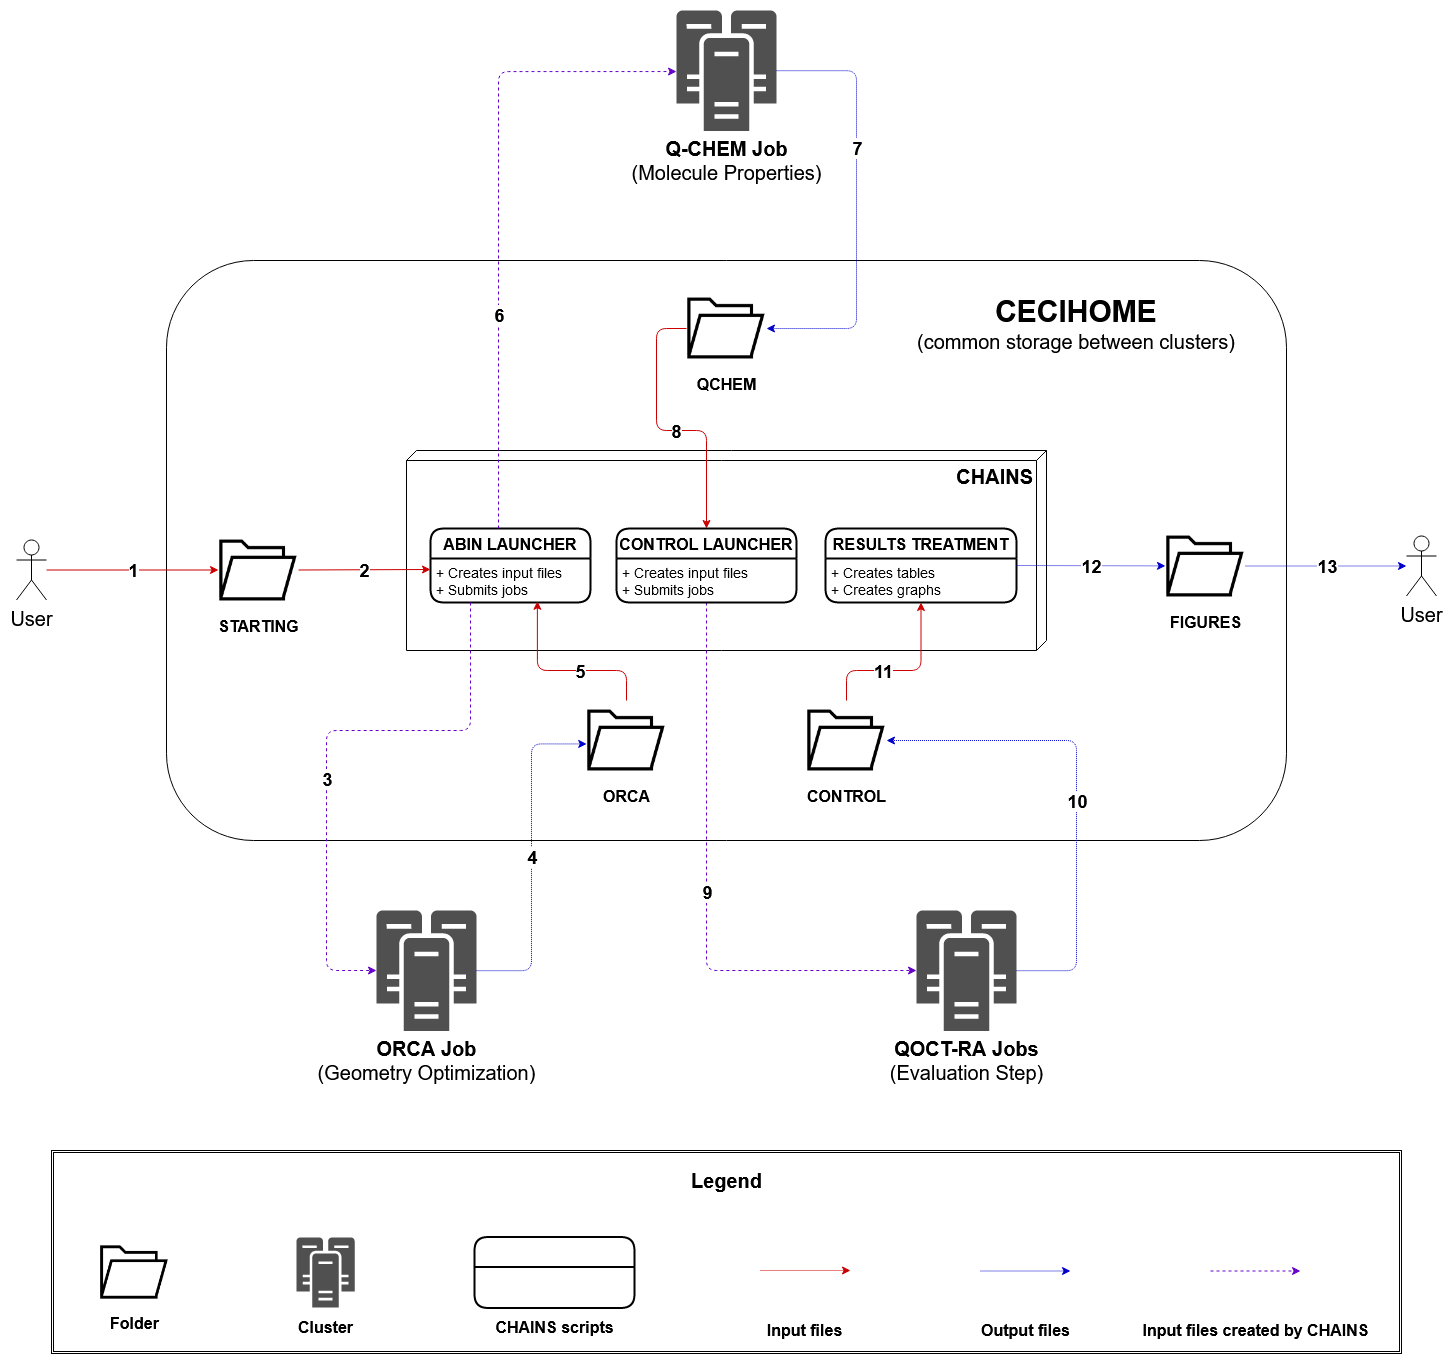 Q-CHEM Job
(Molecule Properties)
7
6
CECIHOME
(common storage between clusters)
QCHEM
8
CHAINS
ABIN LAUNCHER
+ Creates input files
+ Submits jobs
CONTROL LAUNCHER
+ Creates input files
+ Submits jobs
RESULTS TREATMENT
+ Creates tables
+ Creates graphs
1
2
12
13
User
STARTING
FIGURES
User
5
11
3
ORCA
CONTROL
10
4
9
ORCA Job
(Geometry Optimization)
QOCT-RA Jobs
(Evaluation Step)
Legend
Folder
Cluster
CHAINS scripts
Input files
Output files
Input files created by CHAINS